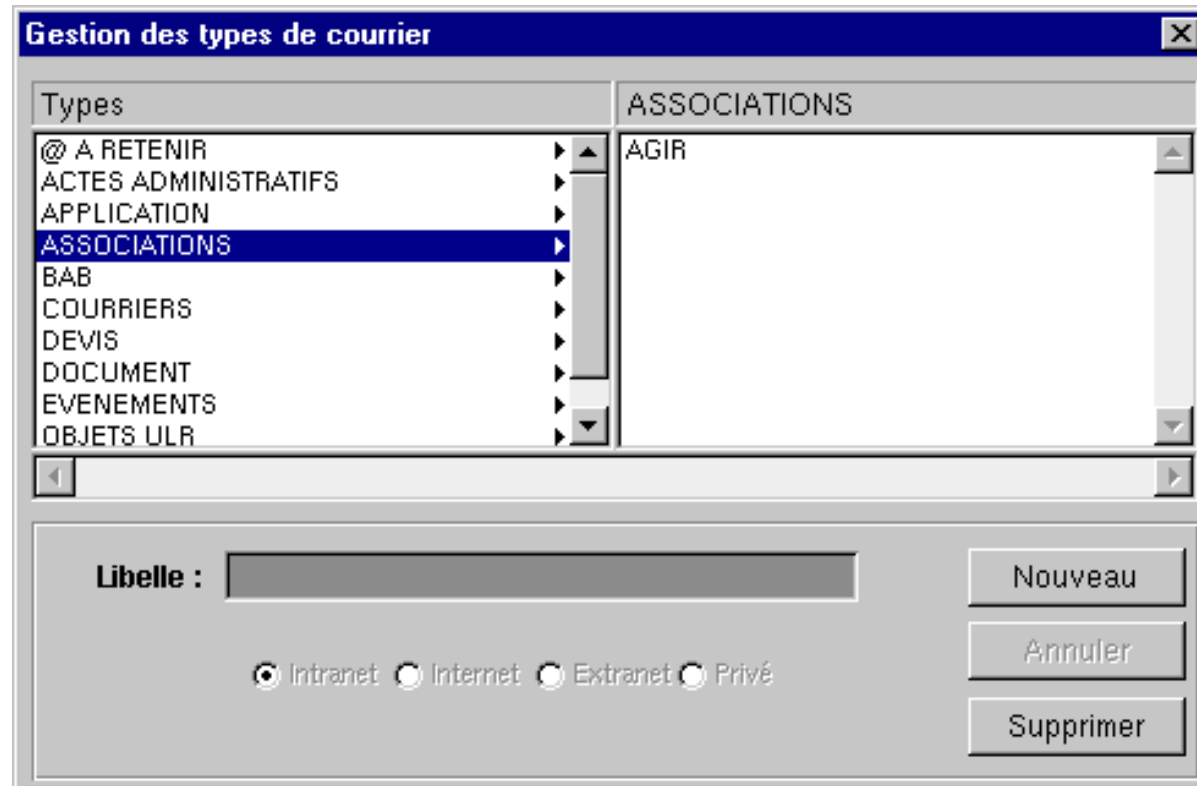 Gestion des types de courrier
Types
ASSOCIATIONS
@ A RETENIR
ACTES ADMINISTRATIFS
APPLICATION
ASSOCIATIONS
BAB
COURRIERS
DEVIS
DOCUMENT
EVENEMENTS
OBJETS ULR
AGIR
Libelle :
Intranet Internet Extranet Privé
Nouveau
Annuler
Supprimer